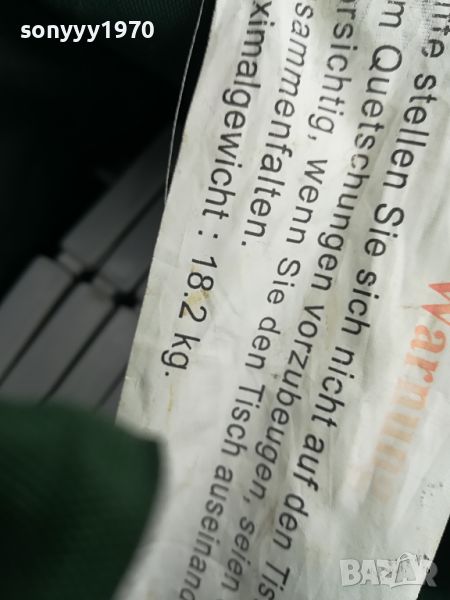 sonyyy1970
Warnung
itte stellen Sie sich nicht auf den Tis
m Quetschungen vorzubeugen, seien
rsichtig, wenn Sie den Tisch auseinand
sammenfalten.
ximalgewicht : 18.2 kg.
bazar